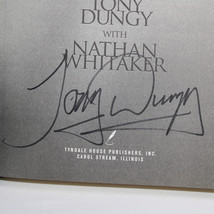 TONY
DUNGY
WITH
NATHAN
WHITAKER
Tony Dungy
TYNDALE HOUSE PUBLISHERS, INC.
CAROL STREAM, ILLINOIS